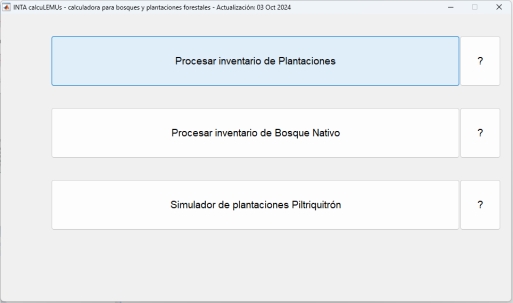 INTA calcuLEMUs - calculadora para bosques y plantaciones forestales - Actualización: 03 Oct 2024
Procesar inventario de Plantaciones ?
Procesar inventario de Bosque Nativo ?
Simulador de plantaciones Piltriquitrón ?